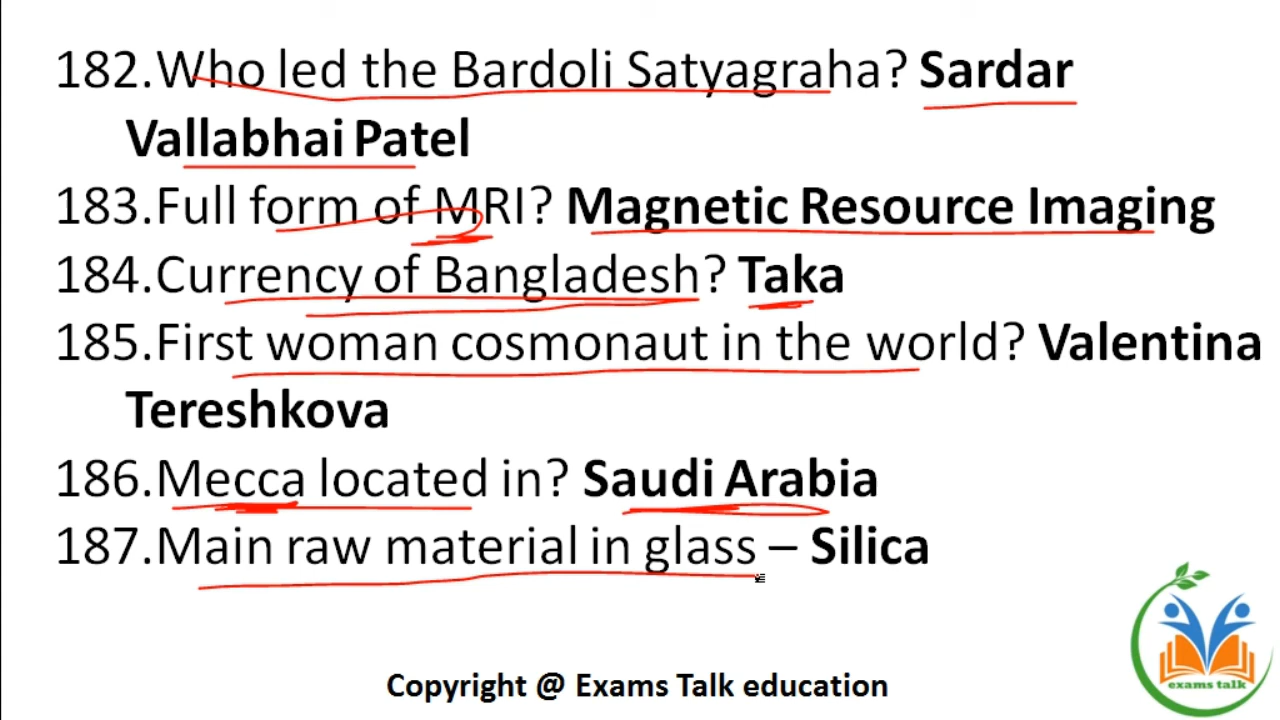 182.Who led the Bardoli Satyagraha? Sardar
Vallabhai Patel
183.Full form of MRI? Magnetic Resource Imaging
184.Currency of Bangladesh? Taka
185.First woman cosmonaut in the world? Valentina
Tereshkova
186.Mecca located in? Saudi Arabia
187.Main raw material in glass – Silica
exams talk
Copyright @ Exams Talk education